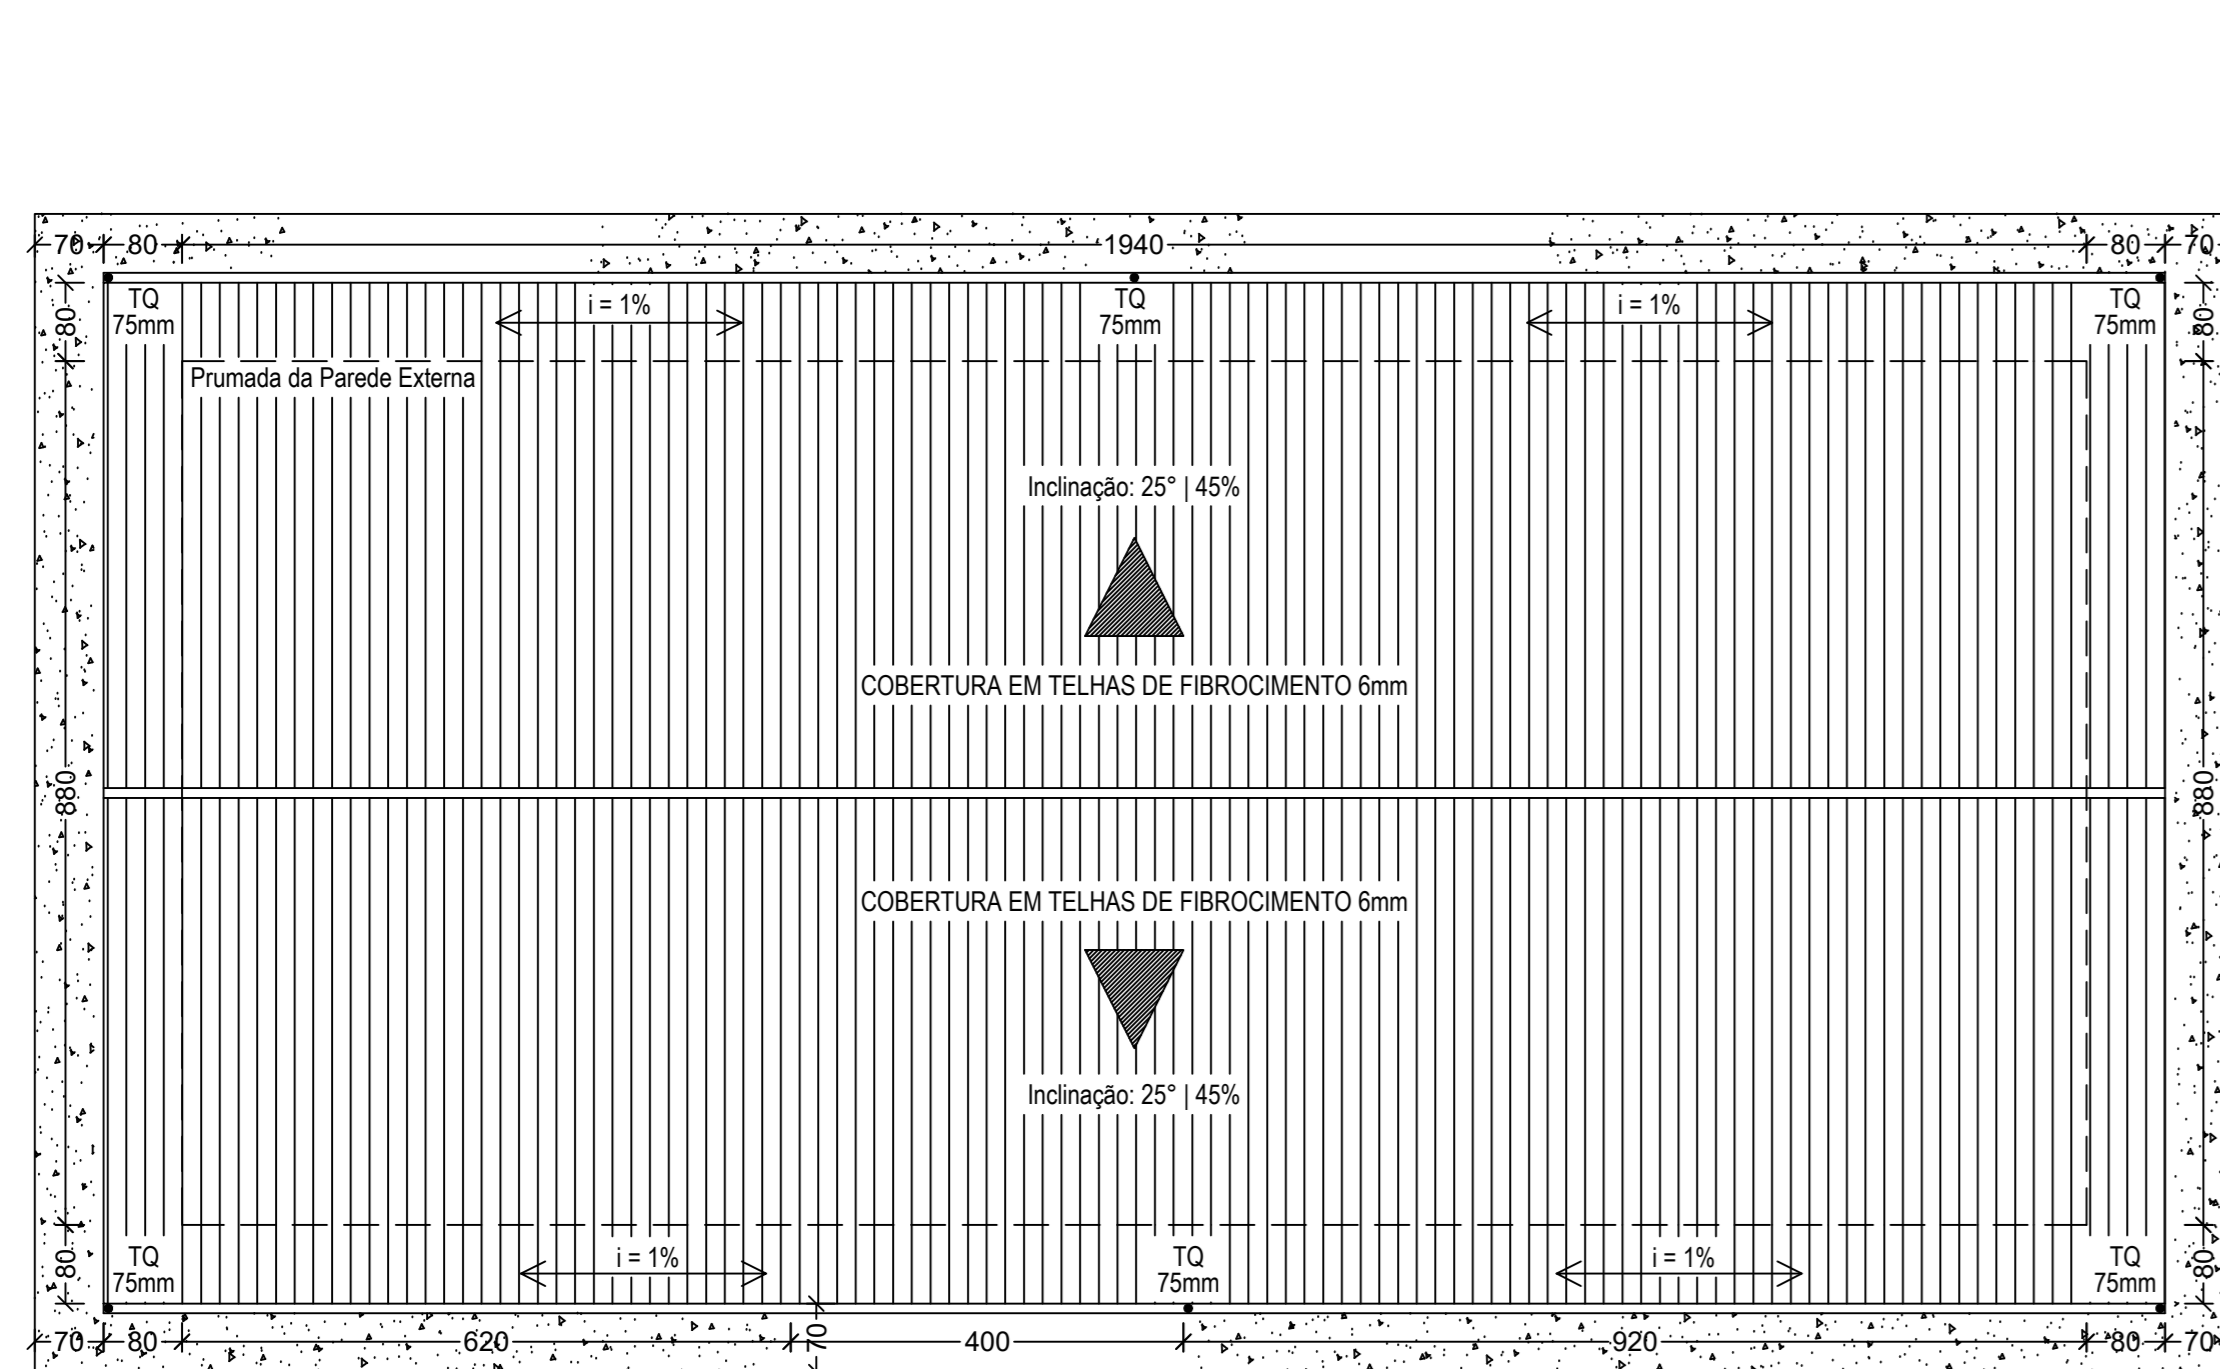 70 80 1940 80 70
TQ
75mm
i = 1%
TQ
75mm
i = 1%
TQ
75mm
80
80
Prumada da Parede Externa
Inclinação: 25° | 45%
COBERTURA EM TELHAS DE FIBROCIMENTO 6mm
880
880
COBERTURA EM TELHAS DE FIBROCIMENTO 6mm
Inclinação: 25° | 45%
80
TQ
75mm
i = 1%
TQ
75mm
i = 1%
TQ
75mm
80
70 80 620 70 400 920 80 70